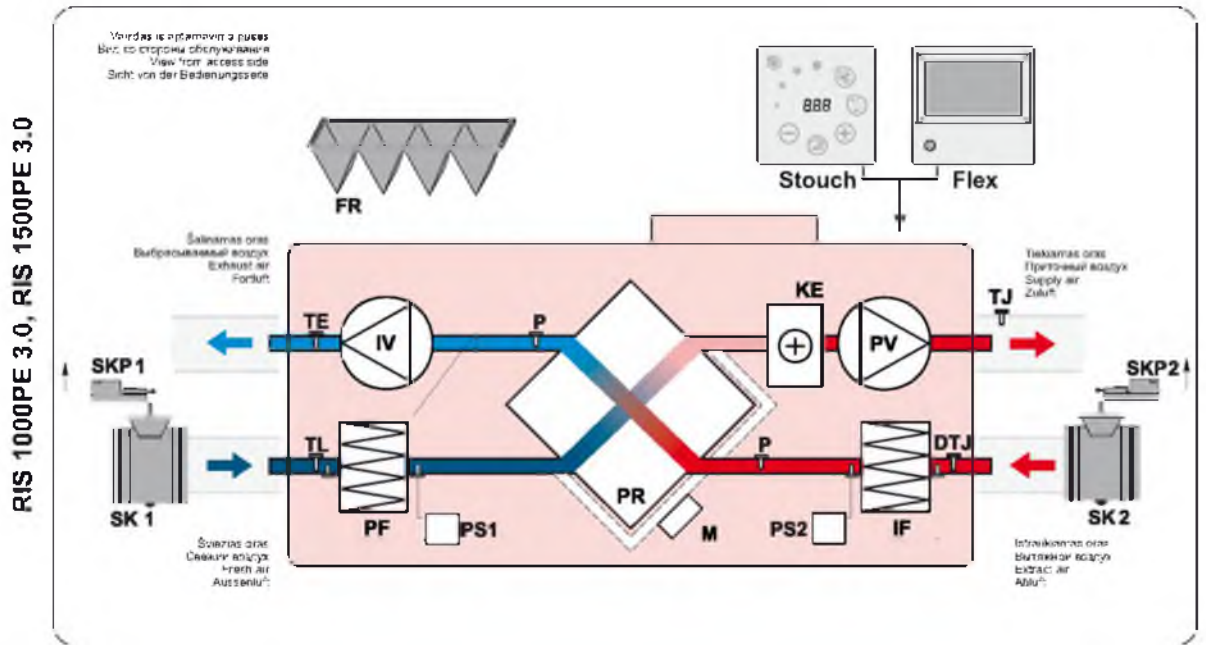 RIS 1000PE 3.0, RIS 1500PE 3.0
Vaizdas iš aptarnavimo pusės
Вид со стороны обслуживания
View from access side
Sicht von der Bedienungsseite
888
Stouch
Flex
FR
Šalinamas oras
Выбрасываемый воздух
Exhaust air
Fortluft
Tiekiamas oras
Приточный воздух
Supply air
Zuluft
TJ
KE
TE
IV
P
PV
SKP1
SKP2
TL
P
DTJ
PR
SK 1
PF
PS1
M
PS2
IF
SK 2
Šviežias oras
Свежий воздух
Fresh air
Aussenluft
Ištraukiamas oras
Вытяжной воздух
Extract air
Abluft